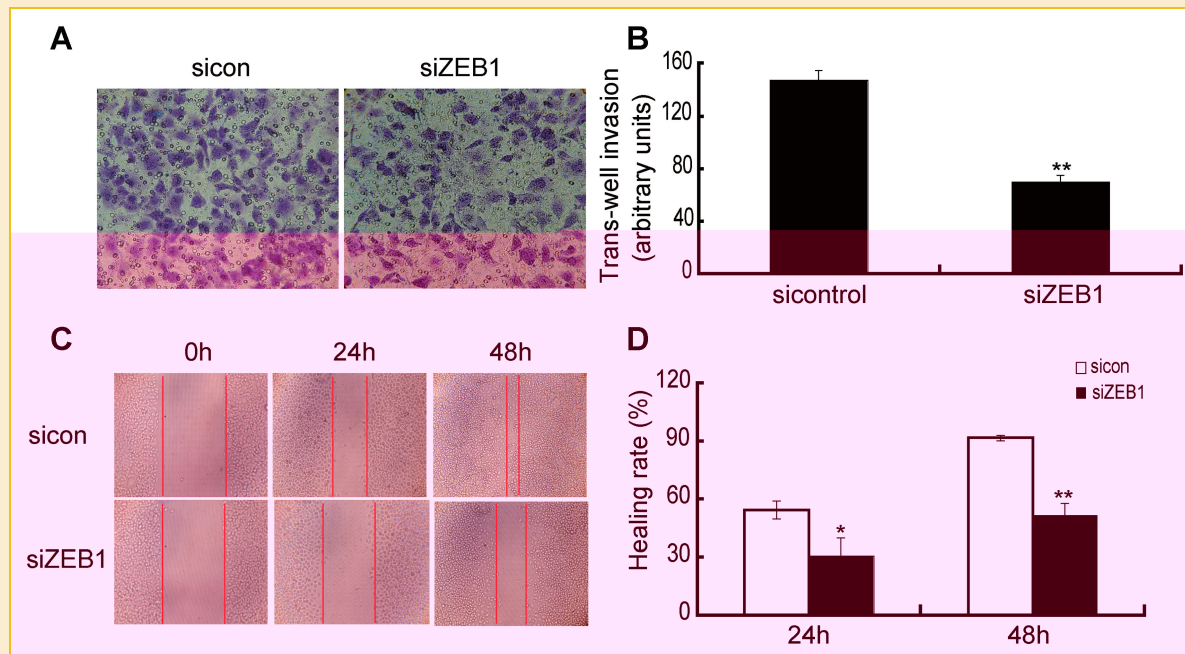 A
sicon siZEB1
B
Trans-well invasion
(arbitrary units)
160
120
80
40
0
**
sicontrol siZEB1
C
0h 24h 48h
sicon
siZEB1
D
sicon
siZEB1
Healing rate (%)
120
90
60
30
0
*
**
24h 48h